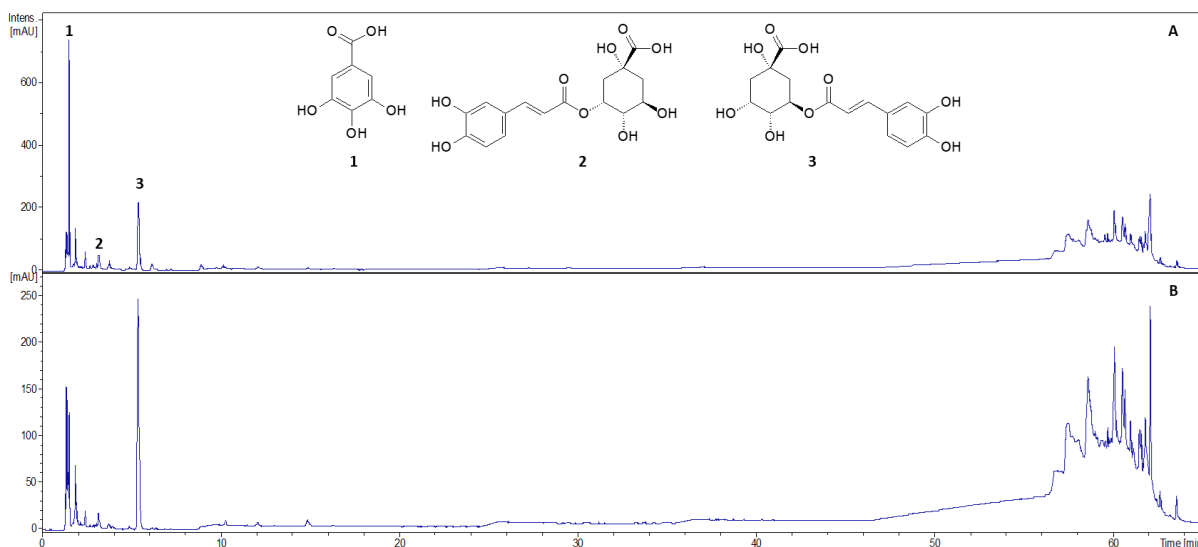 Intens.
[mAU]
1
A
600
400
200
0
2
3
O
OH
HO
OH
OH
1
HO
HO
O
O
HO
O
OH
OH
OH
2
HO
O
OH
HO
OH
O
O
OH
OH
3
[mAU]
B
250
200
150
100
50
0
0
10
20
30
40
50
60
Time [min]